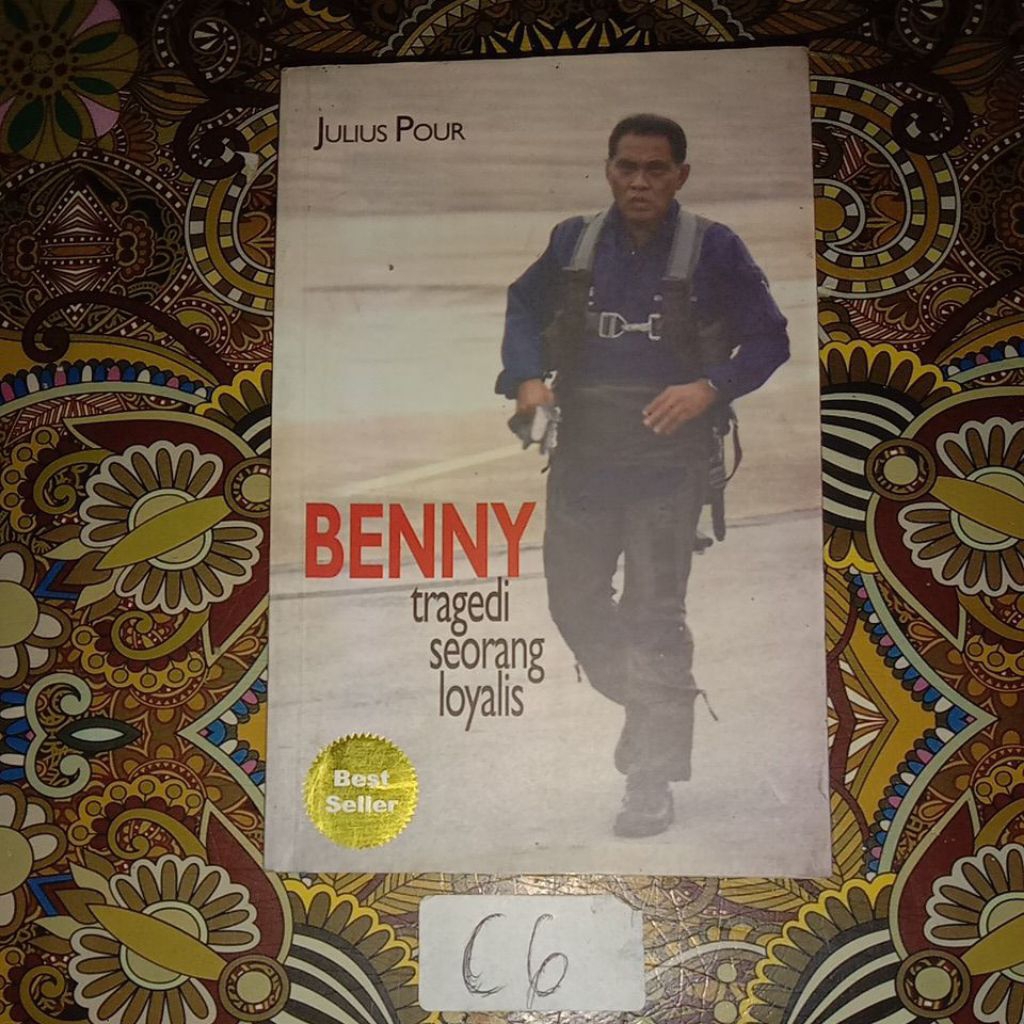 JULIUS POUR
BENNY
tragedi
seorang
loyalis
Best
Seller
C6